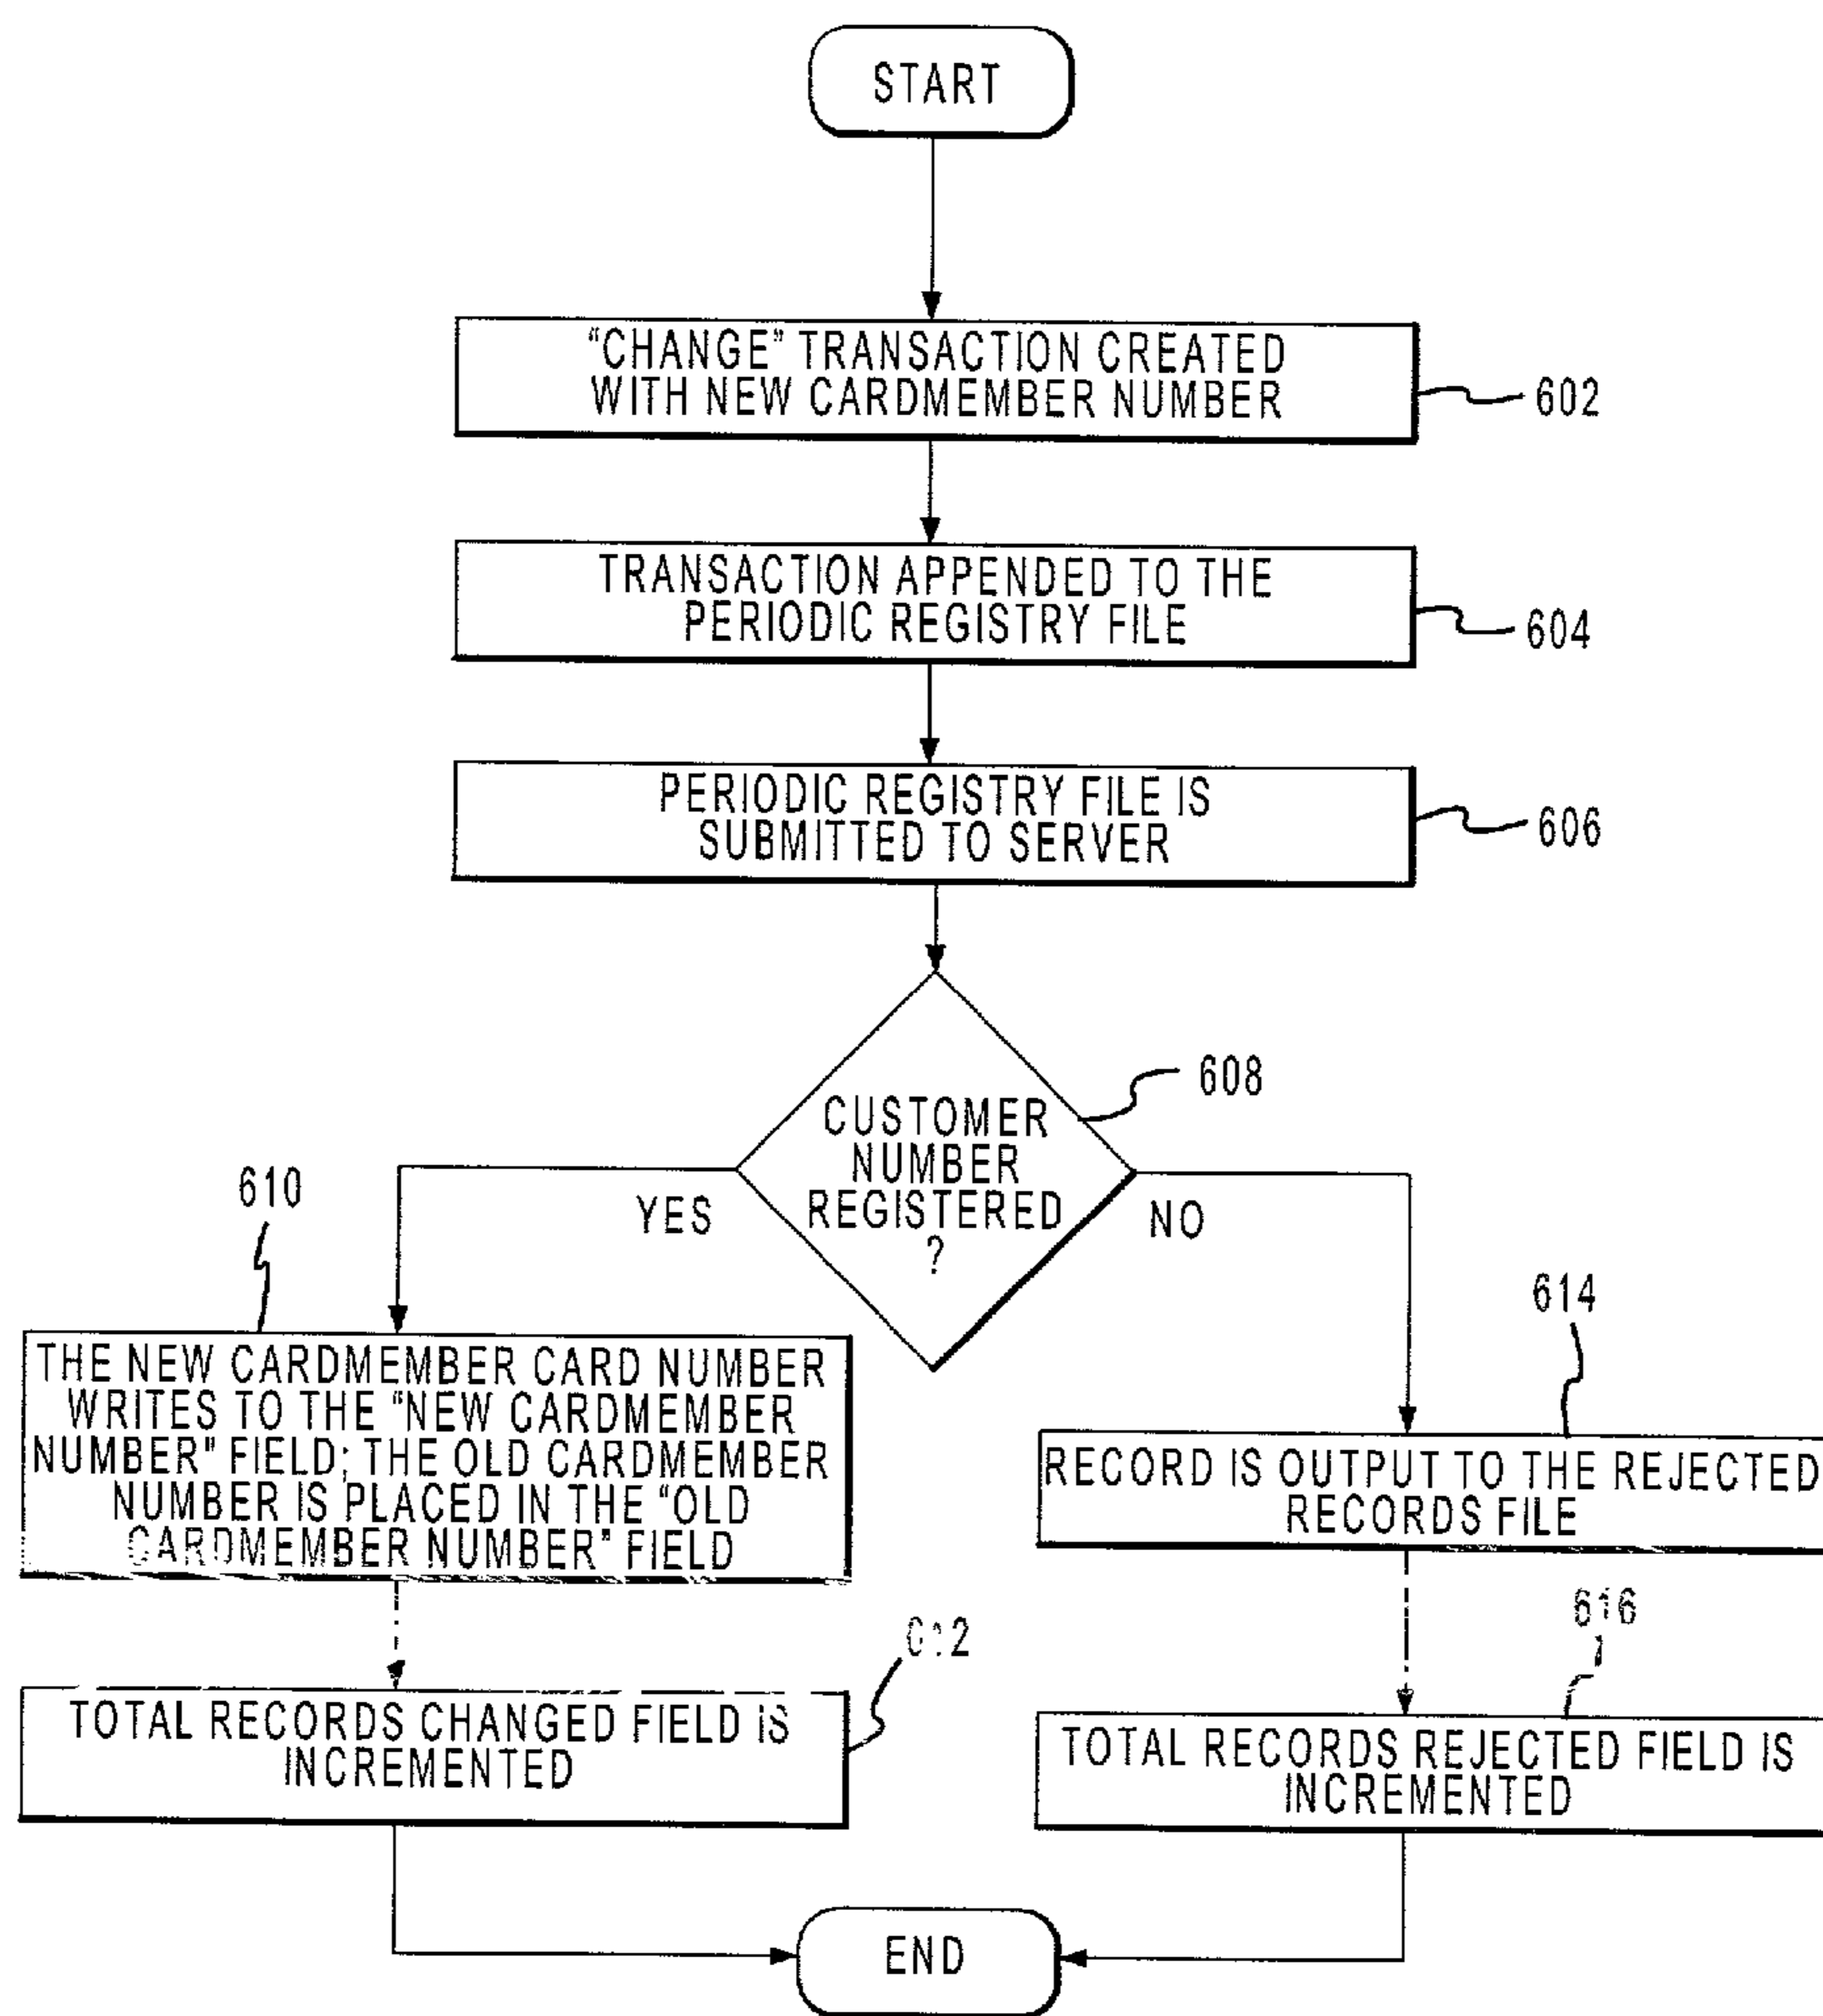 START
“CHANGE” TRANSACTION CREATED
WITH NEW CARDMEMBER NUMBER
602
TRANSACTION APPENDED TO THE
PERIODIC REGISTRY FILE
604
PERIODIC REGISTRY FILE IS
SUBMITTED TO SERVER
606
CUSTOMER
NUMBER
REGISTERED
?
608
YES
NO
610
THE NEW CARDMEMBER CARD NUMBER
WRITES TO THE “NEW CARDMEMBER
NUMBER” FIELD; THE OLD CARDMEMBER
NUMBER IS PLACED IN THE “OLD
CARDMEMBER NUMBER” FIELD
614
RECORD IS OUTPUT TO THE REJECTED
RECORDS FILE
612
TOTAL RECORDS CHANGED FIELD IS
INCREMENTED
616
TOTAL RECORDS REJECTED FIELD IS
INCREMENTED
END